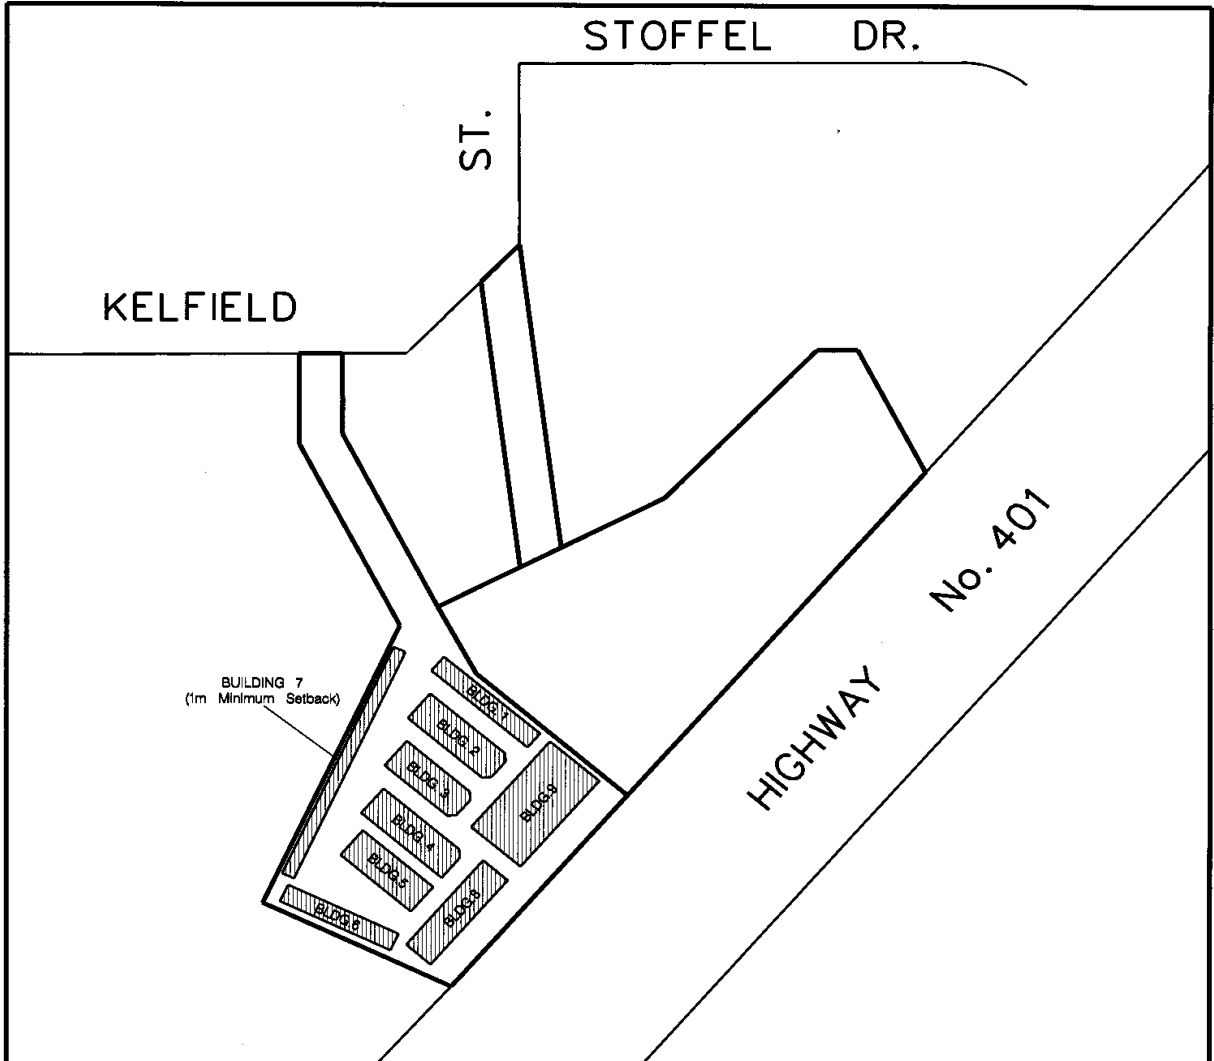 STOFFEL DR.
ST.
KELFIELD
No. 401
HIGHWAY
BUILDING 7
(1m Minimum Setback)
BLDG. 1
BLDG. 2
BLDG. 3
BLDG.9
BLDG. 4
BLDG.5
BLDG.8
BLDG.6